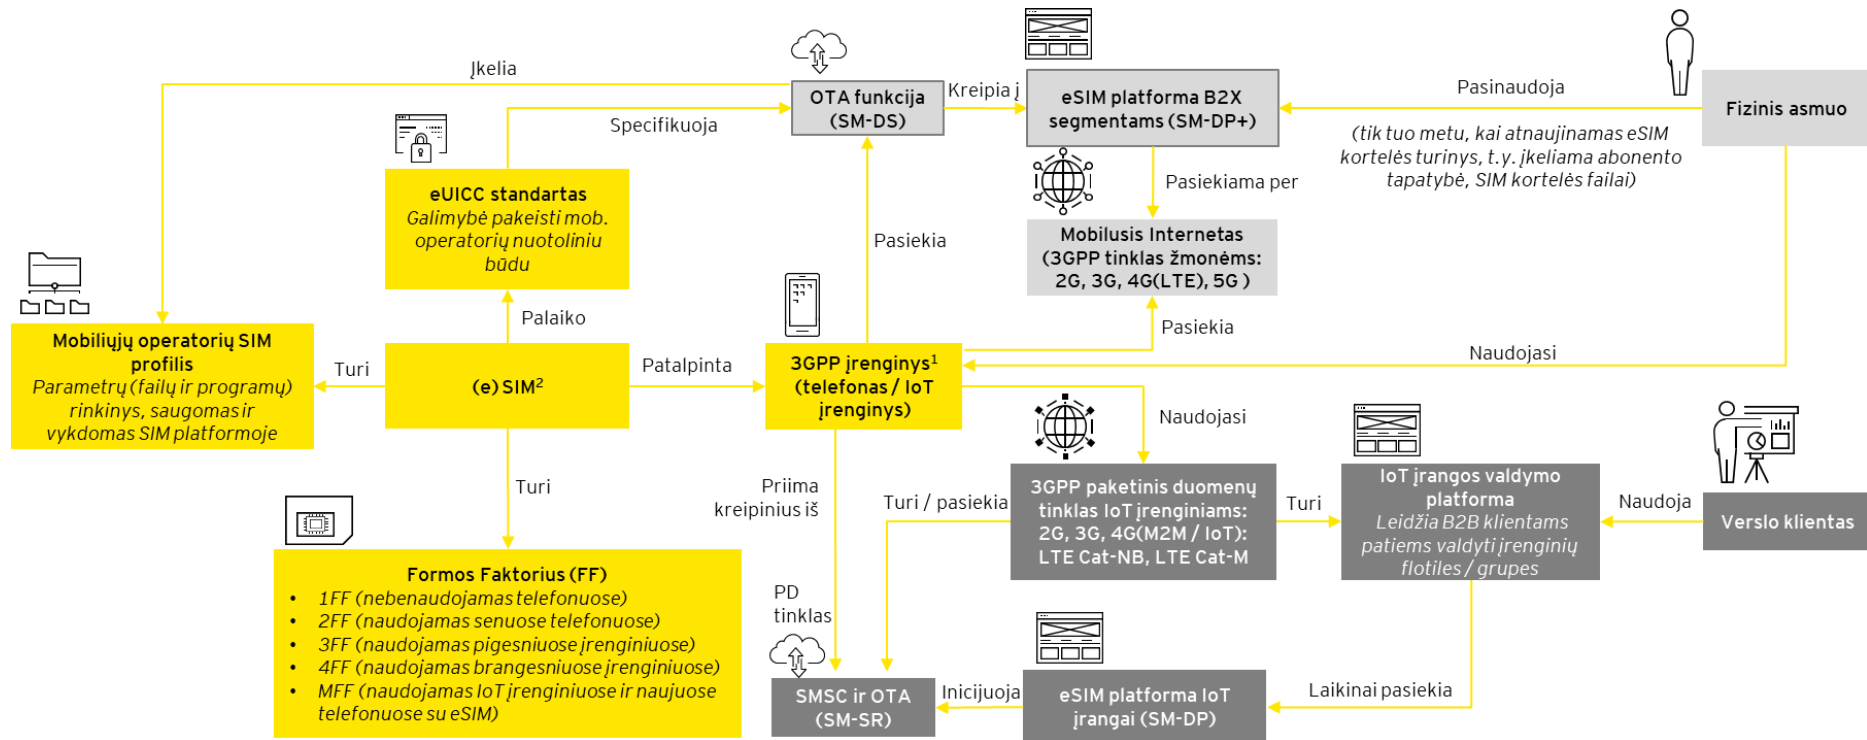 Įkelia
OTA funkcija
(SM-DS)
Kreipia į
eSIM platforma B2X
segmentams (SM-DP+)
Pasinaudoja
Fizinis asmuo
(tik tuo metu, kai atnaujinamas eSIM
kortelės turinys, t.y. įkeliama abonento
tapatybė, SIM kortelės failai)
Specifikuoja
eUICC standartas
Galimybė pakeisti mob.
operatorių nuotoliniu
būdu
Pasiekia
Pasiekiama per
Mobilusis Internetas
(3GPP tinklas žmonėms:
2G, 3G, 4G(LTE), 5G )
Palaiko
Pasiekia
Mobiliųjų operatorių SIM
profilis
Parametrų (failų ir programų)
rinkinys, saugomas ir
vykdomas SIM platformoje
Turi
(e) SIM²
Patalpinta
3GPP įrenginys¹
(telefonas / IoT
įrenginys)
Naudojasi
Naudojasi
Turi
Priima
kreipinius iš
Turi / pasiekia
3GPP paketinis duomenų
tinklas IoT įrenginiams:
2G, 3G, 4G(M2M / IoT):
LTE Cat-NB, LTE Cat-M
Turi
IoT įrangos valdymo
platforma
Leidžia B2B klientams
patiems valdyti įrenginių
flotiles / grupes
Naudoja
Verslo klientas
Formos Faktorius (FF)
• 1FF (nebenaudojamas telefonuose)
• 2FF (naudojamas senuose telefonuose)
• 3FF (naudojamas pigesniuose įrenginiuose)
• 4FF (naudojamas brangesniuose įrenginiuose)
• MFF (naudojamas IoT įrenginiuose ir naujuose
telefonuose su eSIM)
PD
tinklas
SMSC ir OTA
(SM-SR)
Inicijuoja
eSIM platforma IoT
įrangai (SM-DP)
Laikinai pasiekia